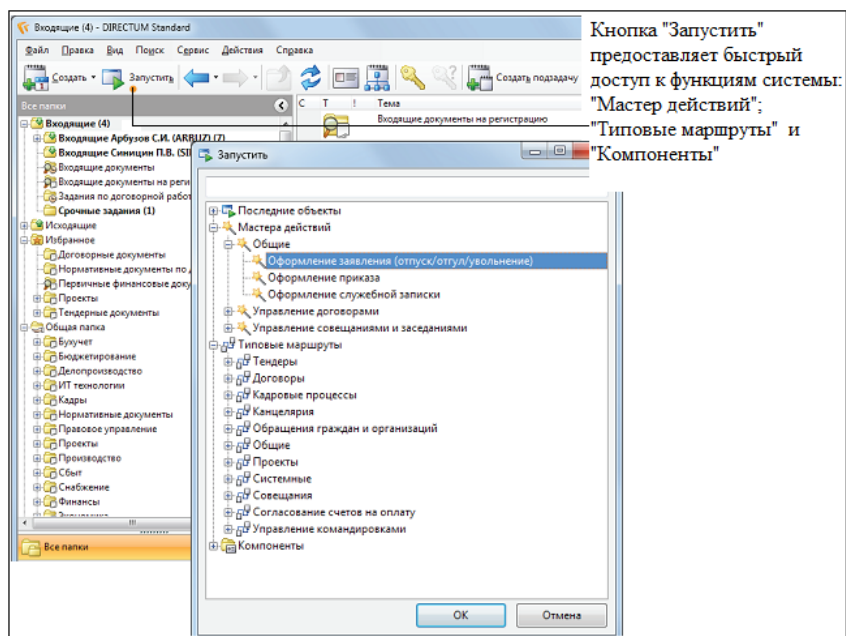 Входящие (4) - DIRECTUM Standard
Файл Правка Вид Поиск Сервис Действия Справка
Создать Запустить Создать подзадачу
Все папки
С Т ! Тема
Входящие документы на регистрацию
Входящие (4)
Входящие Арбузов С.И. (ARBUZ) (7)
Входящие Синицин П.В. (SI
Входящие документы
Входящие документы на реги
Задания по договорной работ
Срочные задания (1)
Исходящие
Избранное
Договорные документы
Нормативные документы по
Первичные финансовые доку
Проекты
Тендерные документы
Общая папка
Бухучет
Бюджетирование
Делопроизводство
ИТ технологии
Кадры
Нормативные документы
Правовое управление
Проекты
Производство
Сбыт
Снабжение
Финансы
Все папки
Кнопка "Запустить"
предоставляет быстрый
доступ к функциям системы:
"Мастер действий";
"Типовые маршруты" и
"Компоненты"
Запустить
Последние объекты
Мастера действий
Общие
Оформление заявления (отпуск/отгул/увольнение)
Оформление приказа
Оформление служебной записки
Управление договорами
Управление совещаниями и заседаниями
Типовые маршруты
Тендеры
Договоры
Кадровые процессы
Канцелярия
Обращения граждан и организаций
Общие
Проекты
Системные
Совещания
Согласование счетов на оплату
Управление командировками
Компоненты
OK Отмена